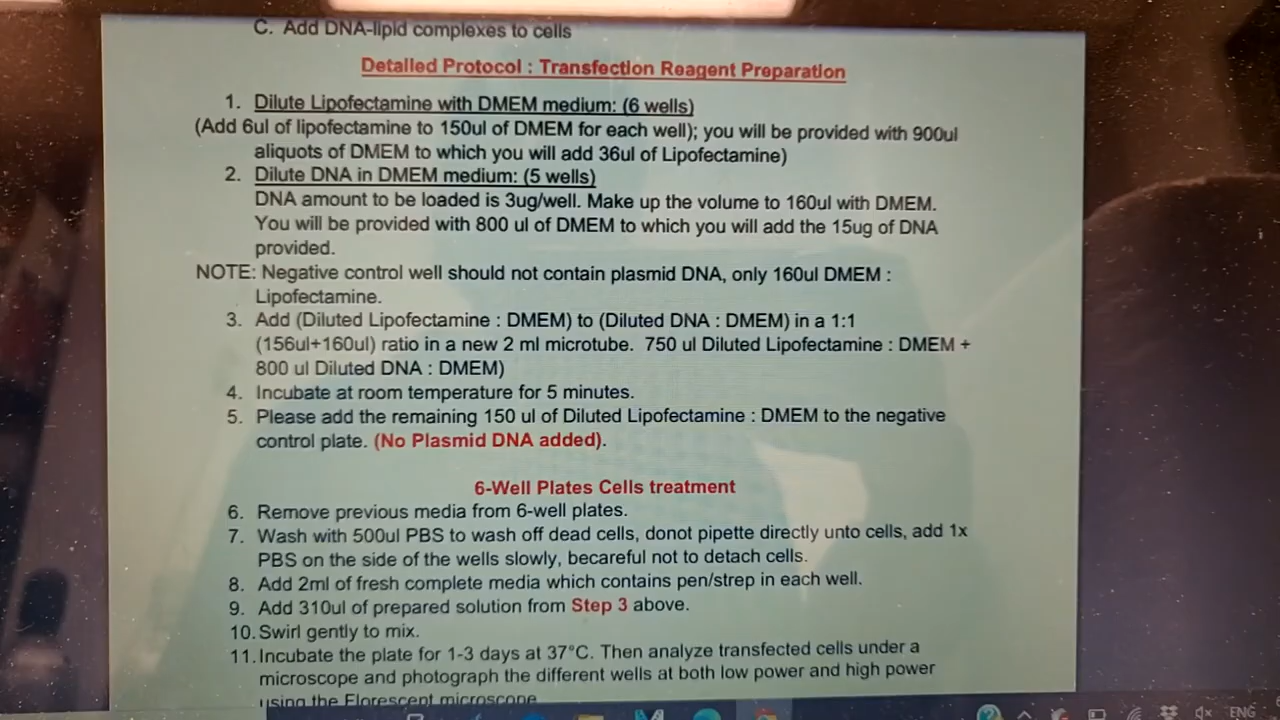 C. Add DNA-lipid complexes to cells
Detailed Protocol : Transfection Reagent Preparation
1. Dilute Lipofectamine with DMEM medium: (6 wells)
(Add 6ul of lipofectamine to 150ul of DMEM for each well); you will be provided with 900ul
aliquots of DMEM to which you will add 36ul of Lipofectamine)
2. Dilute DNA in DMEM medium: (5 wells)
DNA amount to be loaded is 3ug/well. Make up the volume to 160ul with DMEM.
You will be provided with 800 ul of DMEM to which you will add the 15ug of DNA
provided.
NOTE: Negative control well should not contain plasmid DNA, only 160ul DMEM :
Lipofectamine.
3. Add (Diluted Lipofectamine : DMEM) to (Diluted DNA : DMEM) in a 1:1
(156ul+160ul) ratio in a new 2 ml microtube. 750 ul Diluted Lipofectamine : DMEM +
800 ul Diluted DNA : DMEM)
4. Incubate at room temperature for 5 minutes.
5. Please add the remaining 150 ul of Diluted Lipofectamine : DMEM to the negative
control plate. (No Plasmid DNA added).
6-Well Plates Cells treatment
6. Remove previous media from 6-well plates.
7. Wash with 500ul PBS to wash off dead cells, donot pipette directly unto cells, add 1x
PBS on the side of the wells slowly, becareful not to detach cells.
8. Add 2ml of fresh complete media which contains pen/strep in each well.
9. Add 310ul of prepared solution from Step 3 above.
10. Swirl gently to mix.
11. Incubate the plate for 1-3 days at 37°C. Then analyze transfected cells under a
microscope and photograph the different wells at both low power and high power
using the Florescent microscope
ENG